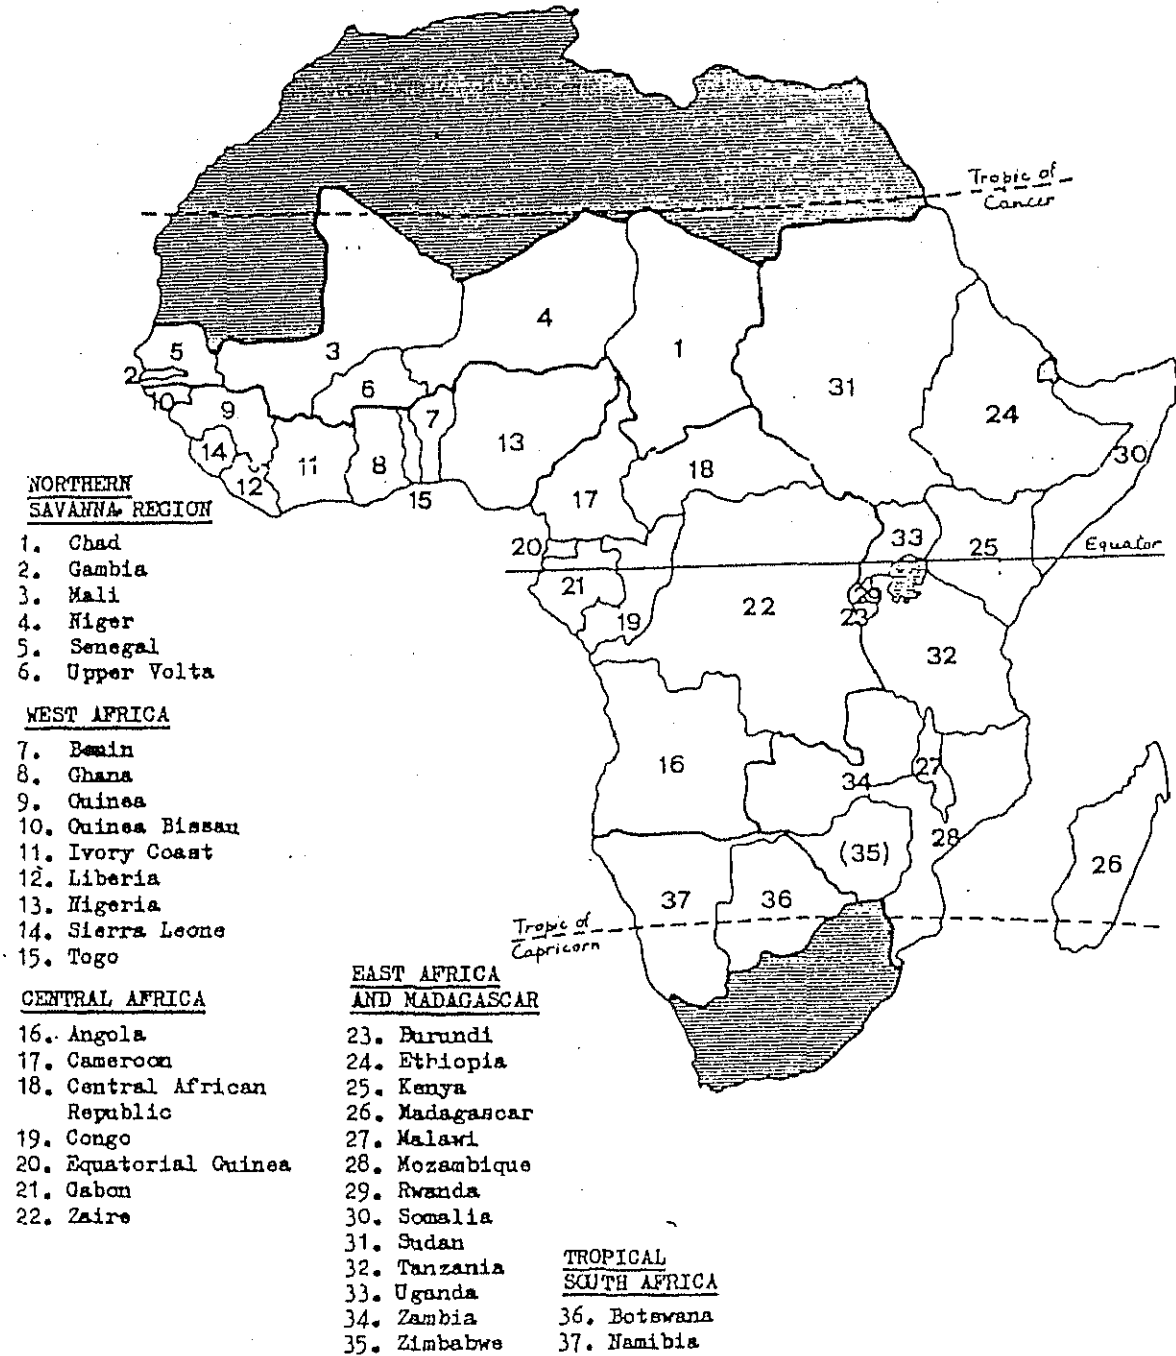 Tropic of
Cancer
4
5
3
1
2
6
31
10
9
7
24
13
14
8
30
11
18
12
17
15
33
20
25
Equator
21
29
22
23
19
32
16
27
34
28
(35)
26
37
36
Tropic of
Capricorn
NORTHERN
SAVANNA REGION
1. Chad
2. Gambia
3. Mali
4. Niger
5. Senegal
6. Upper Volta
WEST AFRICA
7. Benin
8. Ghana
9. Guinea
10. Guinea Bissau
11. Ivory Coast
12. Liberia
13. Nigeria
14. Sierra Leone
15. Togo
CENTRAL AFRICA
16. Angola
17. Cameroon
18. Central African
Republic
19. Congo
20. Equatorial Guinea
21. Gabon
22. Zaire
EAST AFRICA
AND MADAGASCAR
23. Burundi
24. Ethiopia
25. Kenya
26. Madagascar
27. Malawi
28. Mozambique
29. Rwanda
30. Somalia
31. Sudan
32. Tanzania
33. Uganda
34. Zambia
35. Zimbabwe
TROPICAL
SOUTH AFRICA
36. Botswana
37. Namibia